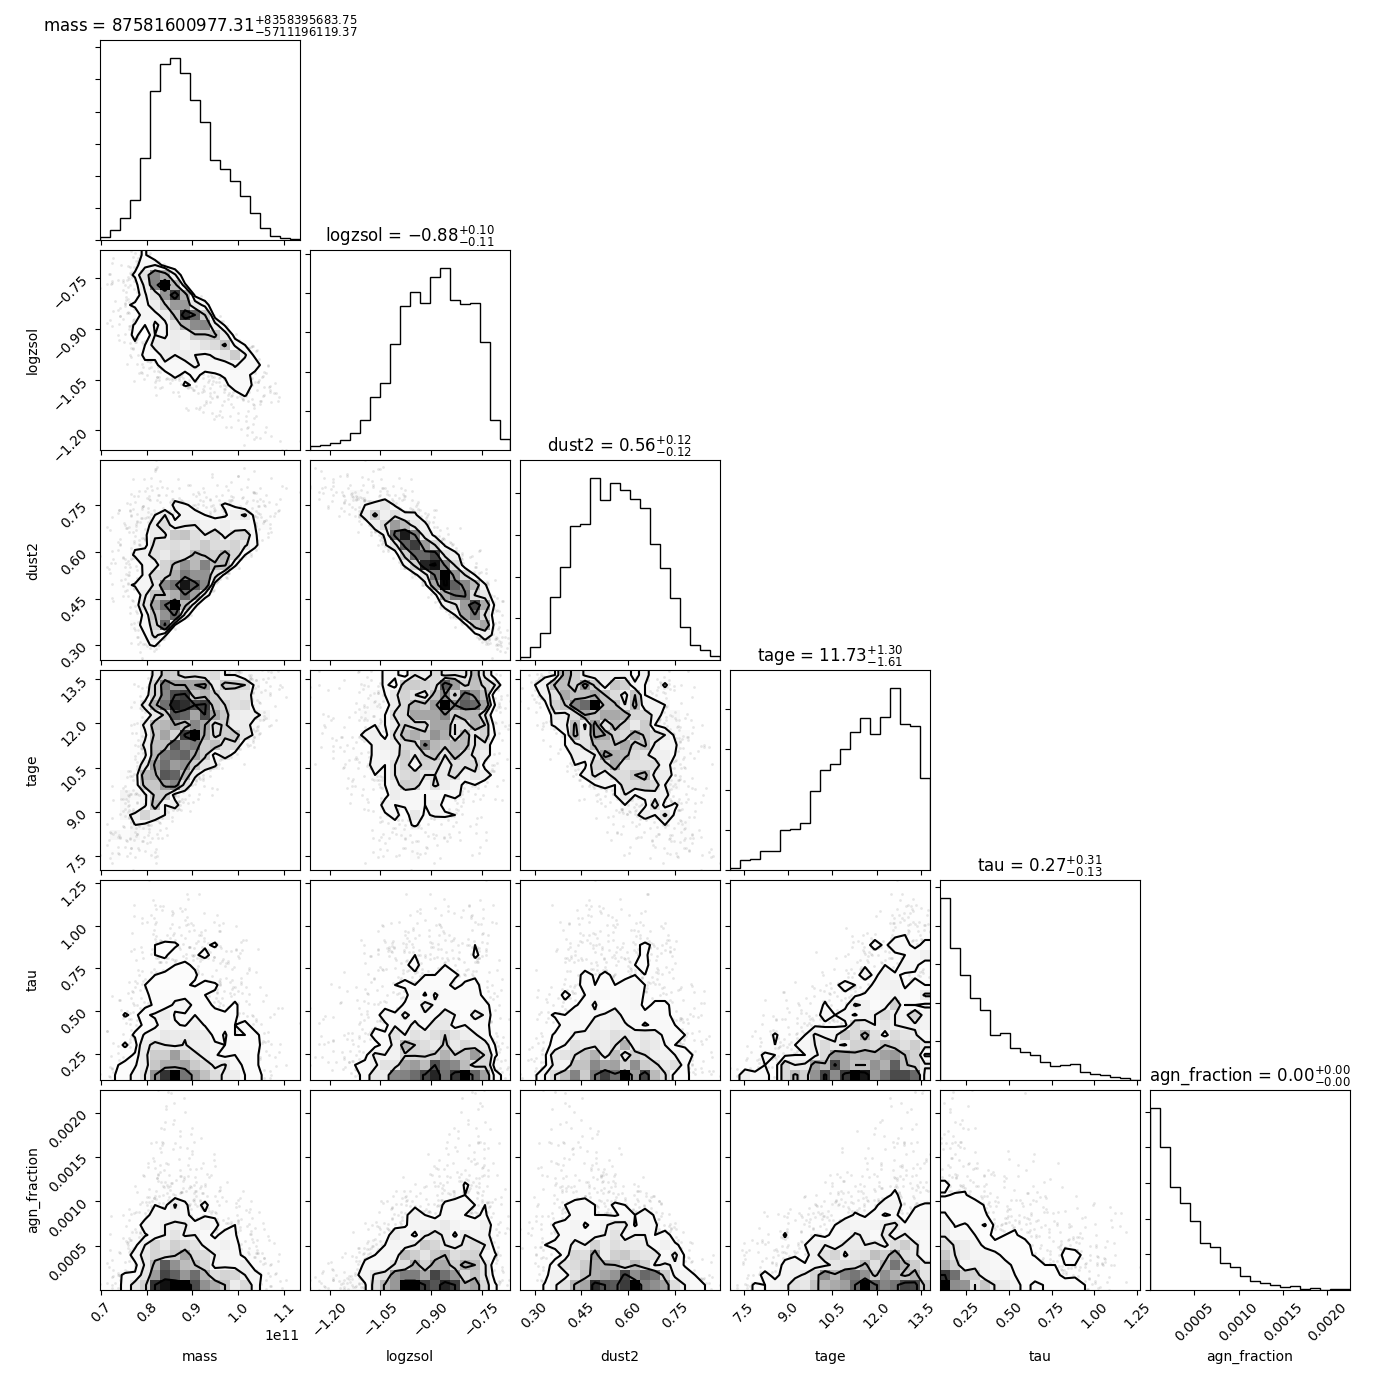 mass = 87581600977.31+8358395683.75−5711196119.37
logzsol = −0.88+0.10−0.11
−0.75
−0.90
−1.05
−1.20
logzsol
dust2 = 0.56+0.12−0.12
0.75
0.60
0.45
0.30
dust2
tage = 11.73+1.30−1.61
13.5
12.0
10.5
9.0
7.5
tage
tau = 0.27+0.31−0.13
1.25
1.00
0.75
0.50
0.25
tau
agn_fraction = 0.00+0.00−0.00
0.0020
0.0015
0.0010
0.0005
agn_fraction
0.7 0.8 0.9 1.0 1.1
1e11
mass
−1.20 −1.05 −0.90 −0.75
logzsol
0.30 0.45 0.60 0.75
dust2
7.5 9.0 10.5 12.0 13.5
tage
0.25 0.50 0.75 1.00 1.25
tau
0.0005 0.0010 0.0015 0.0020
agn_fraction